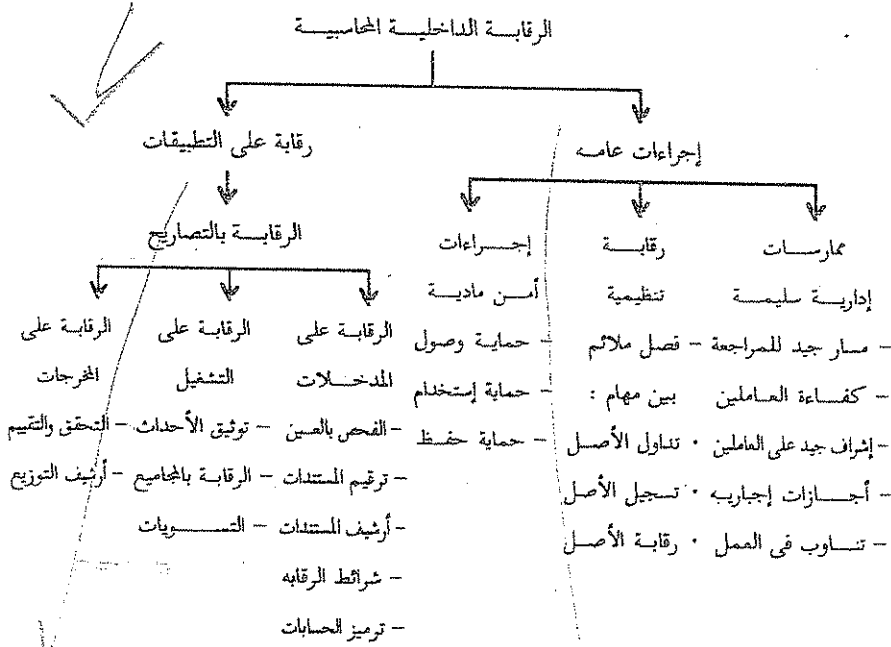 الرقابة الداخلية المحاسبية
إجراءات عامه
رقابة على التطبيقات
ممارسات
إدارية سليمة
- مسار جيد للمراجعة
- كفاءة العاملين
- إشراف جيد على العاملين
- أجازات إجباريه
- تناوب فى العمل
رقابة
تنظيمية
- فصل ملائم
بين مهام :
· تداول الأصل
· تسجيل الأصل
· رقابة الأصل
إجراءات
أمن مادية
- حماية وصول
- حماية إستخدام
- حماية حفظ
الرقابة بالتصاريح
الرقابة على
المدخلات
- الفحص بالعين
- ترقيم المستندات
- أرشيف المستندات
- شرائط الرقابه
- ترميز الحسابات
الرقابة على
التشغيل
- توثيق الأحداث
- الرقابة بالمجاميع
- التسويات
الرقابة على
المخرجات
- التحقق والتقييم
- أرشيف التوزيع